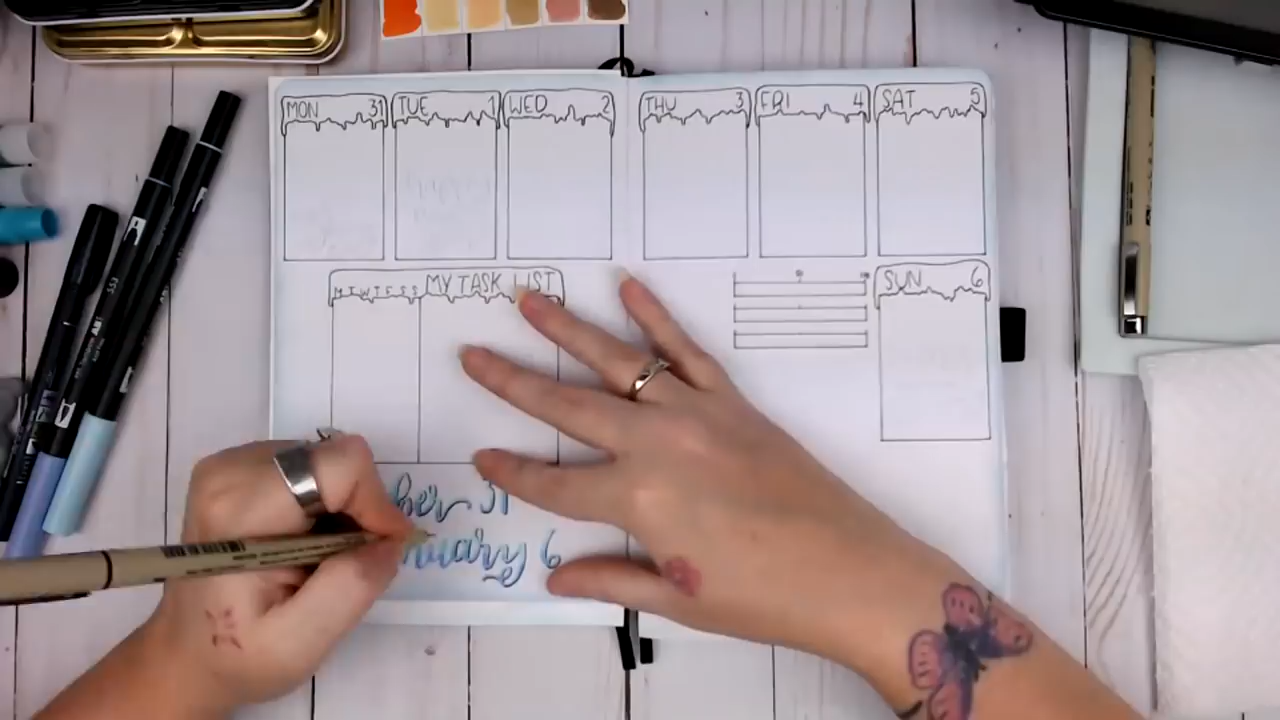 MON 31 TUE 1 WED 2 THU 3 FRI 4 SAT 5
M T W T F S S MY TASK LIST
SUN 6
ber 31
nuary 6
553